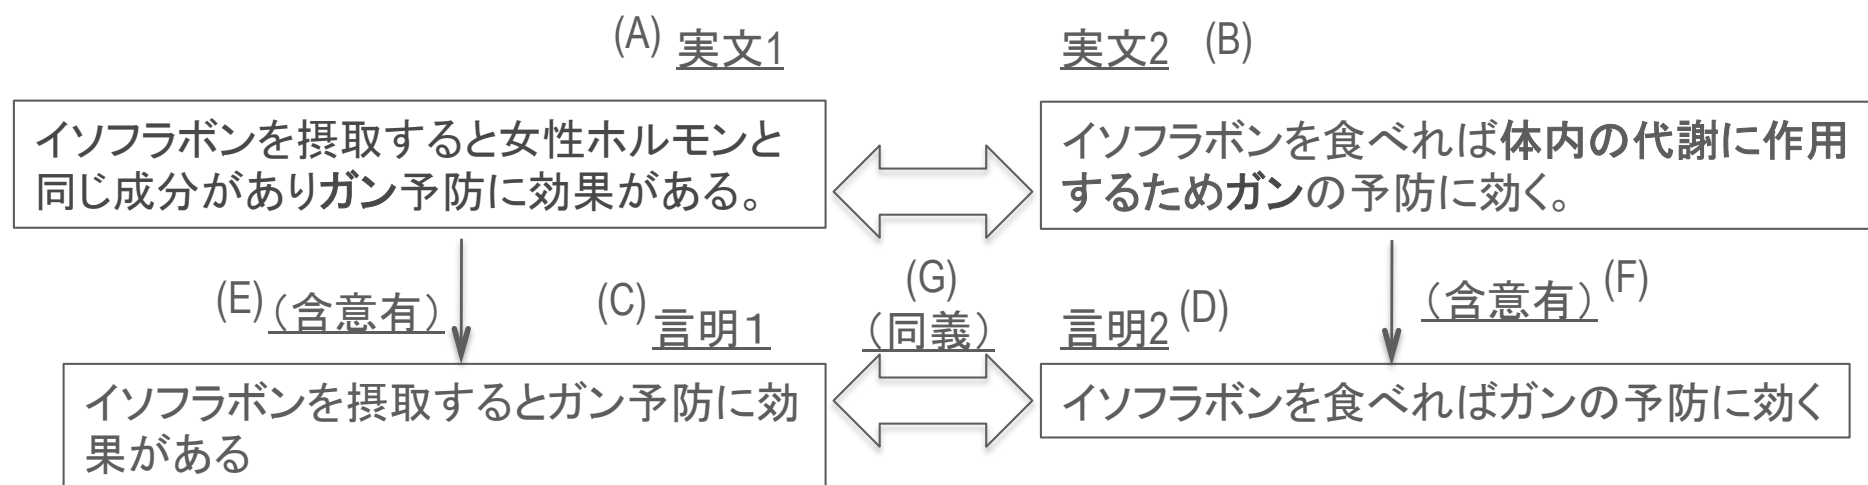 (A) 実文1
実文2 (B)
イソフラボンを摂取すると女性ホルモンと
同じ成分がありガン予防に効果がある。
イソフラボンを食べれば体内の代謝に作用
するためガンの予防に効く。
(E) (含意有)
(C) 言明1
(G)
(同義)
言明2 (D)
(含意有) (F)
イソフラボンを摂取するとガン予防に効
果がある
イソフラボンを食べればガンの予防に効く